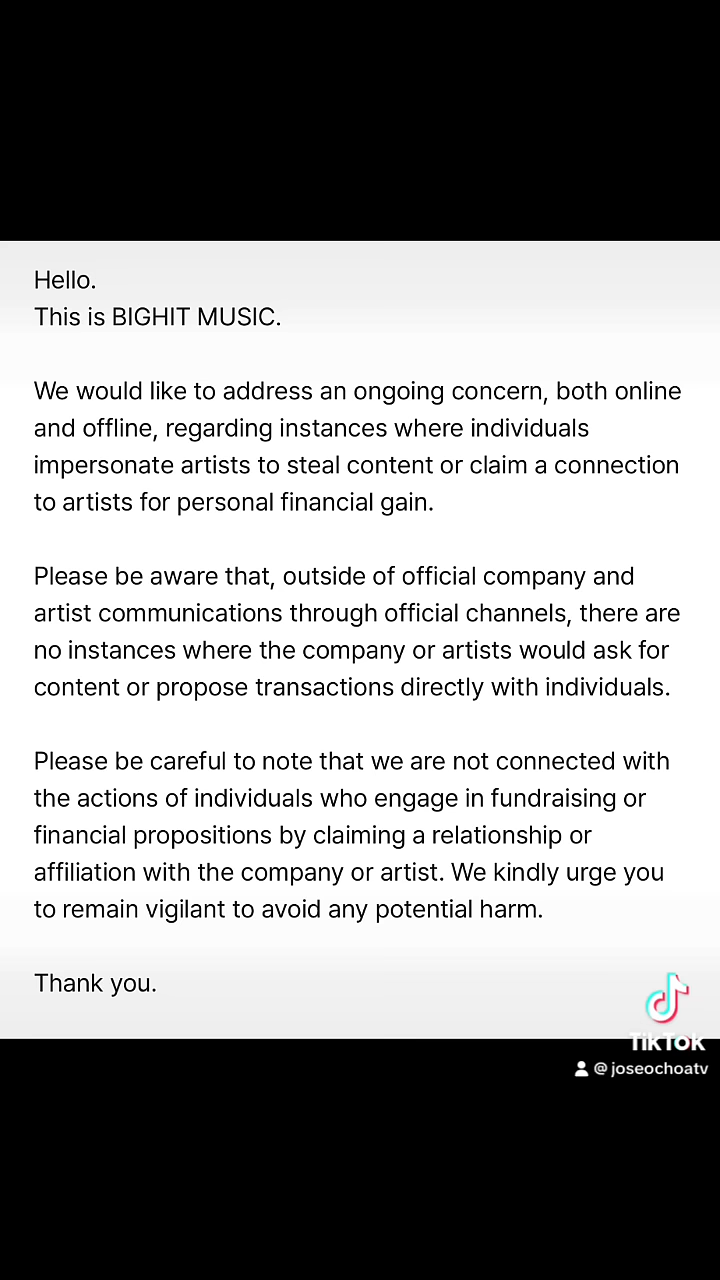 Hello.
This is BIGHIT MUSIC.
We would like to address an ongoing concern, both online
and offline, regarding instances where individuals
impersonate artists to steal content or claim a connection
to artists for personal financial gain.
Please be aware that, outside of official company and
artist communications through official channels, there are
no instances where the company or artists would ask for
content or propose transactions directly with individuals.
Please be careful to note that we are not connected with
the actions of individuals who engage in fundraising or
financial propositions by claiming a relationship or
affiliation with the company or artist. We kindly urge you
to remain vigilant to avoid any potential harm.
Thank you.
TikTok
@joseochoatv